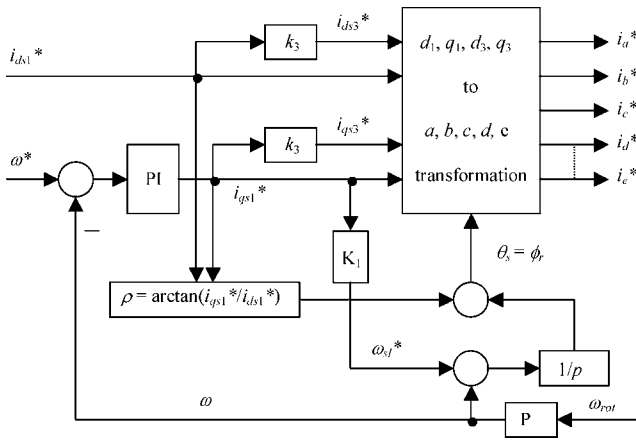 i_ds1*
k_3
i_ds3*
d_1, q_1, d_3, q_3
to
a, b, c, d, e
transformation
i_a*
i_b*
i_c*
i_d*
i_e*
ω*
PI
k_3
i_qs3*
i_qs1*
−
K_1
θ_s = ϕ_r
ρ = arctan(i_qs1*/i_ds1*)
ω_sl*
1/p
ω
P
ω_rot